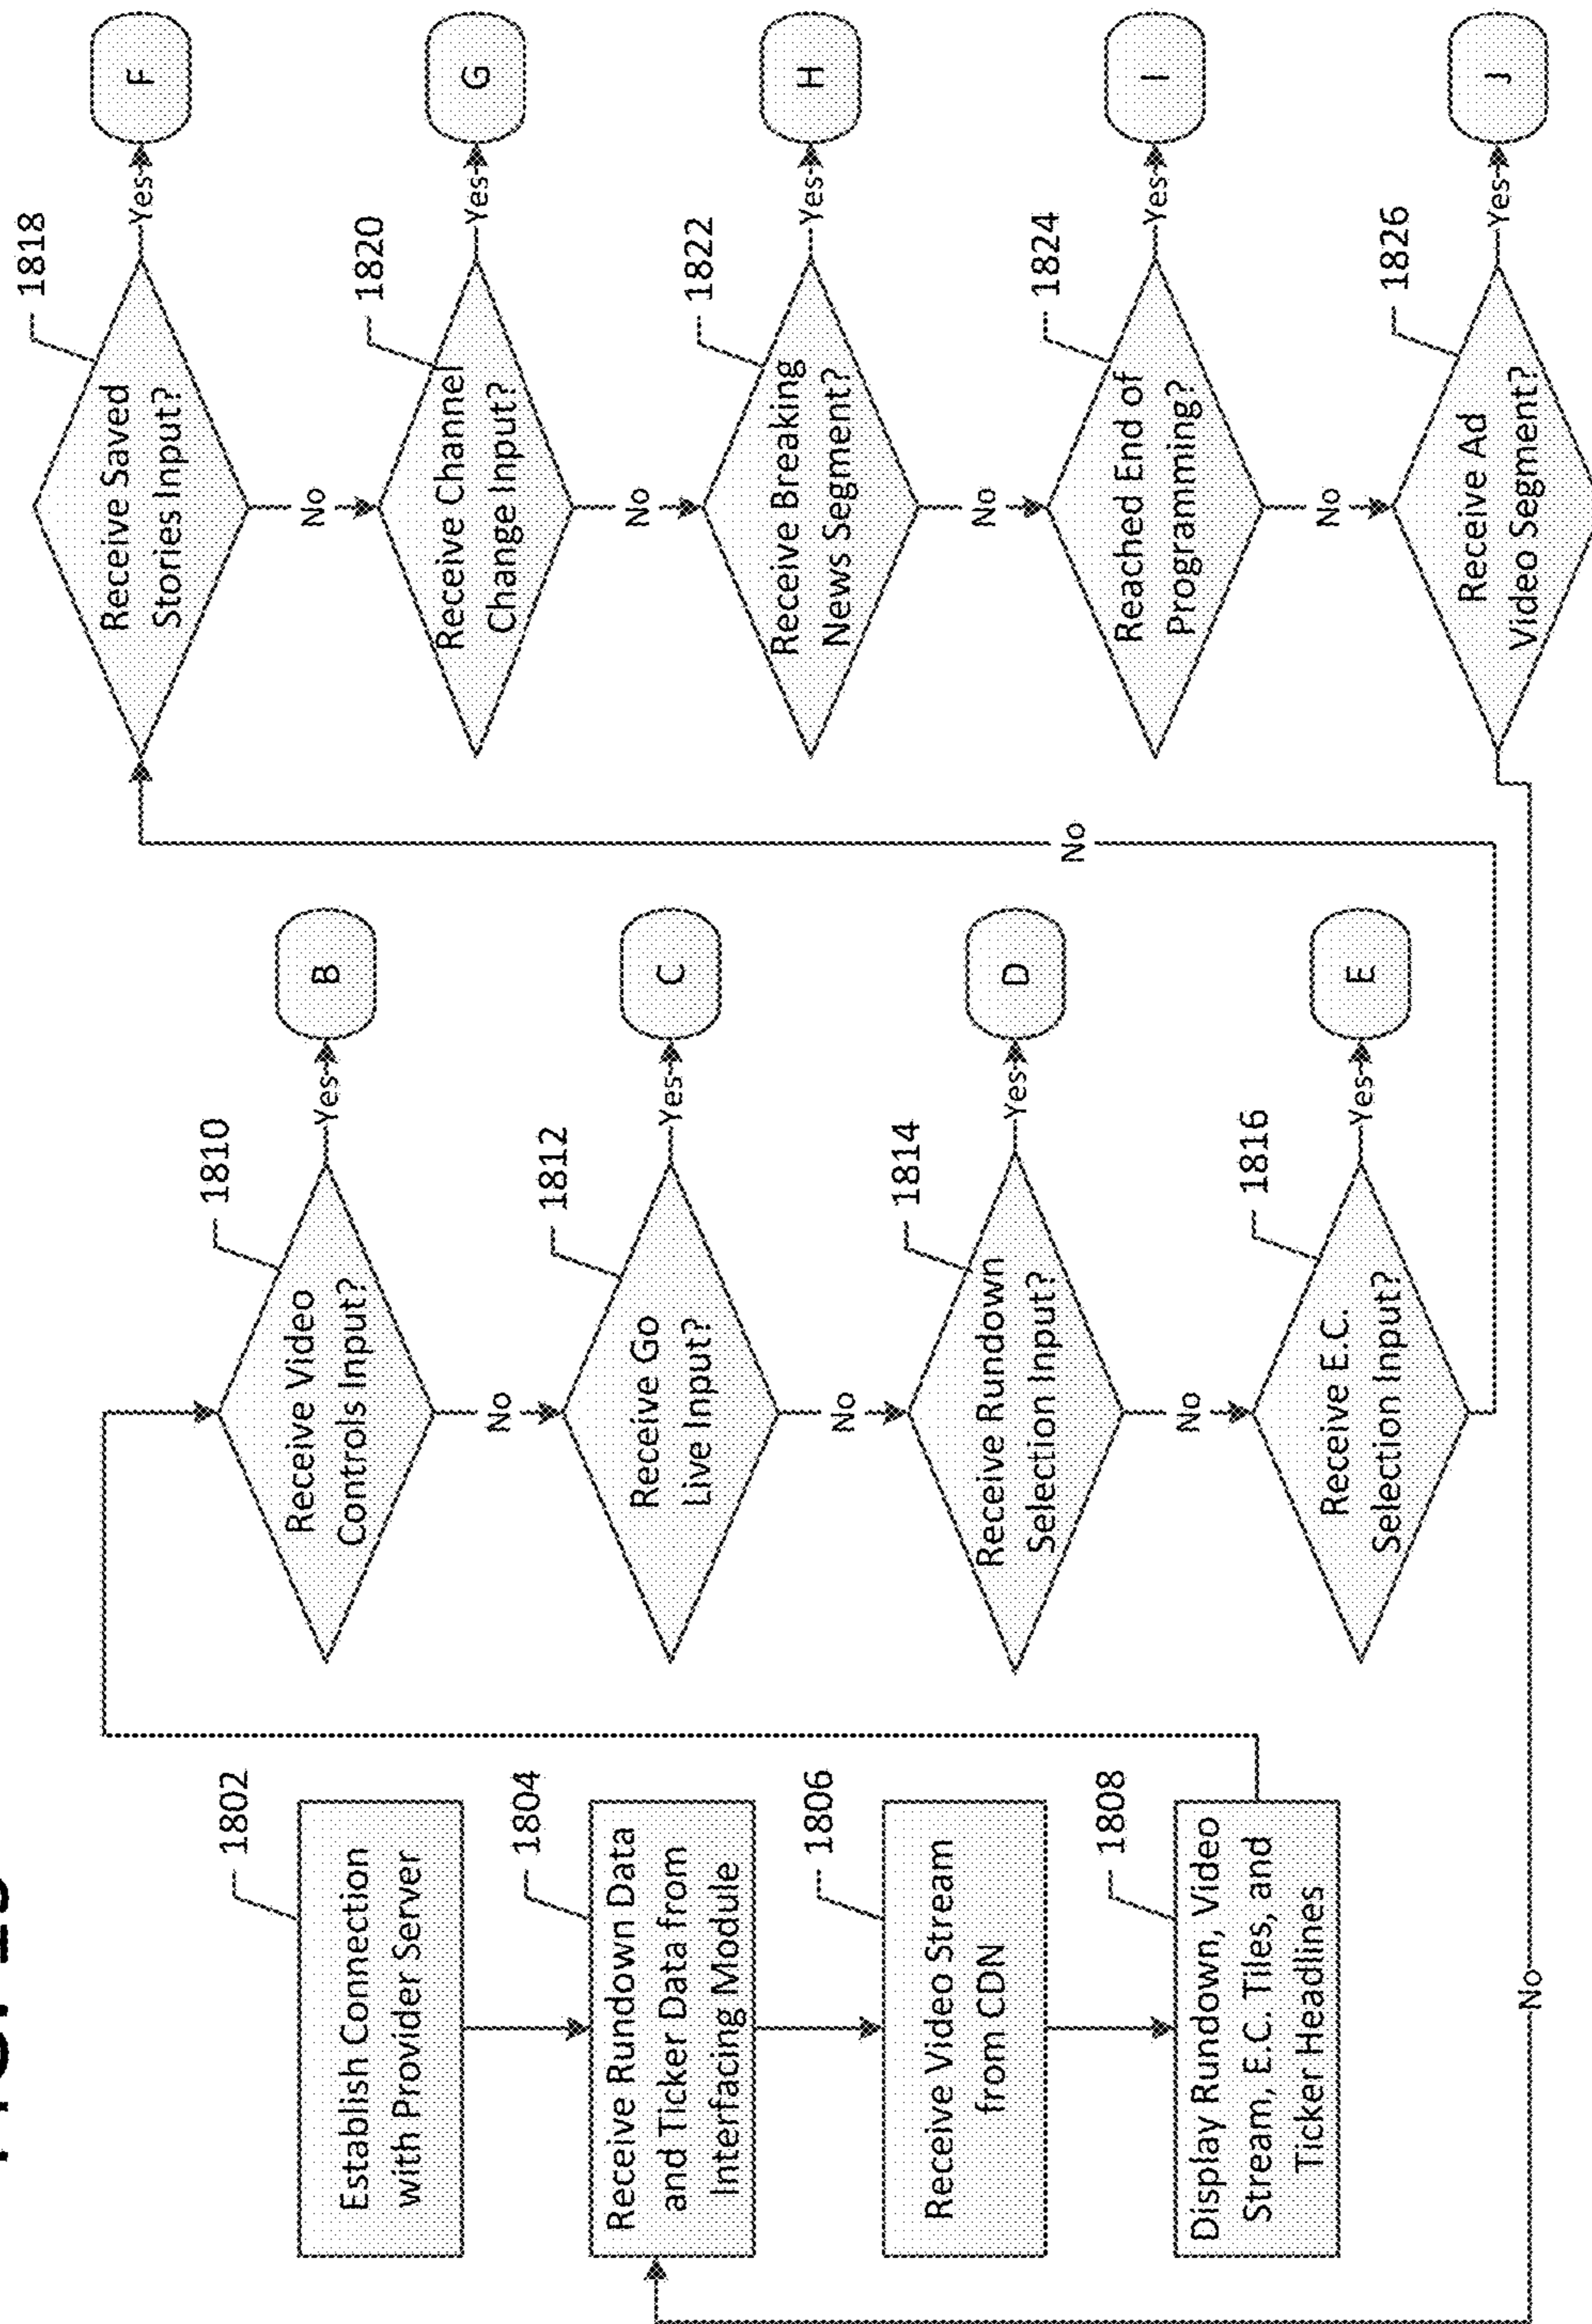 1802
Establish Connection
with Provider Server
1804
Receive Rundown Data
and Ticker Data from
Interfacing Module
1806
Receive Video Stream
from CDN
1808
Display Rundown, Video
Stream, E.C. Tiles, and
Ticker Headlines
1810
Receive Video
Controls Input?
Yes
B
No
1812
Receive Go
Live Input?
Yes
C
No
1814
Receive Rundown
Selection Input?
Yes
D
No
1816
Receive E.C.
Selection Input?
Yes
E
No
1818
Receive Saved
Stories Input?
Yes
F
No
1820
Receive Channel
Change Input?
Yes
G
No
1822
Receive Breaking
News Segment?
Yes
H
No
1824
Reached End of
Programming?
Yes
I
No
1826
Receive Ad
Video Segment?
Yes
J
No